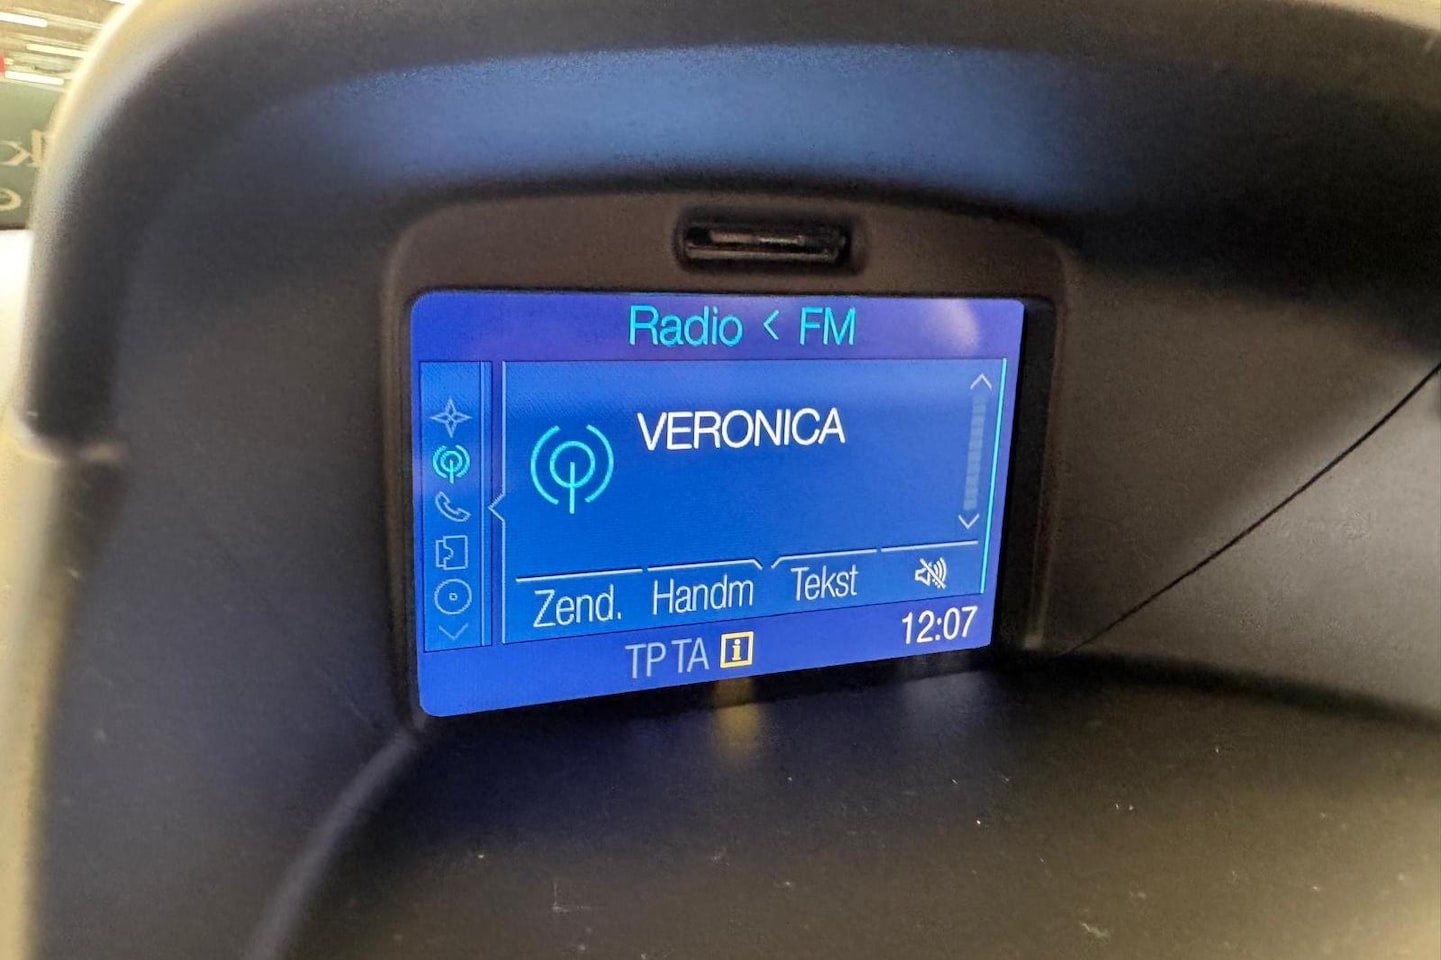 Radio < FM
VERONICA
Zend. Handm Tekst
TP TA i
12:07